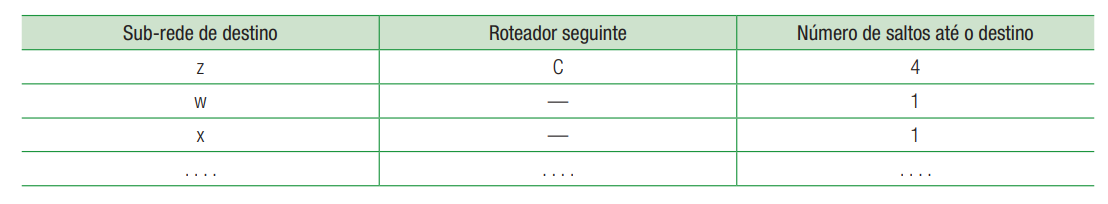 Sub-rede de destino Roteador seguinte Número de saltos até o destino
z C 4
w — 1
x — 1
. . . . . . . . . . . .